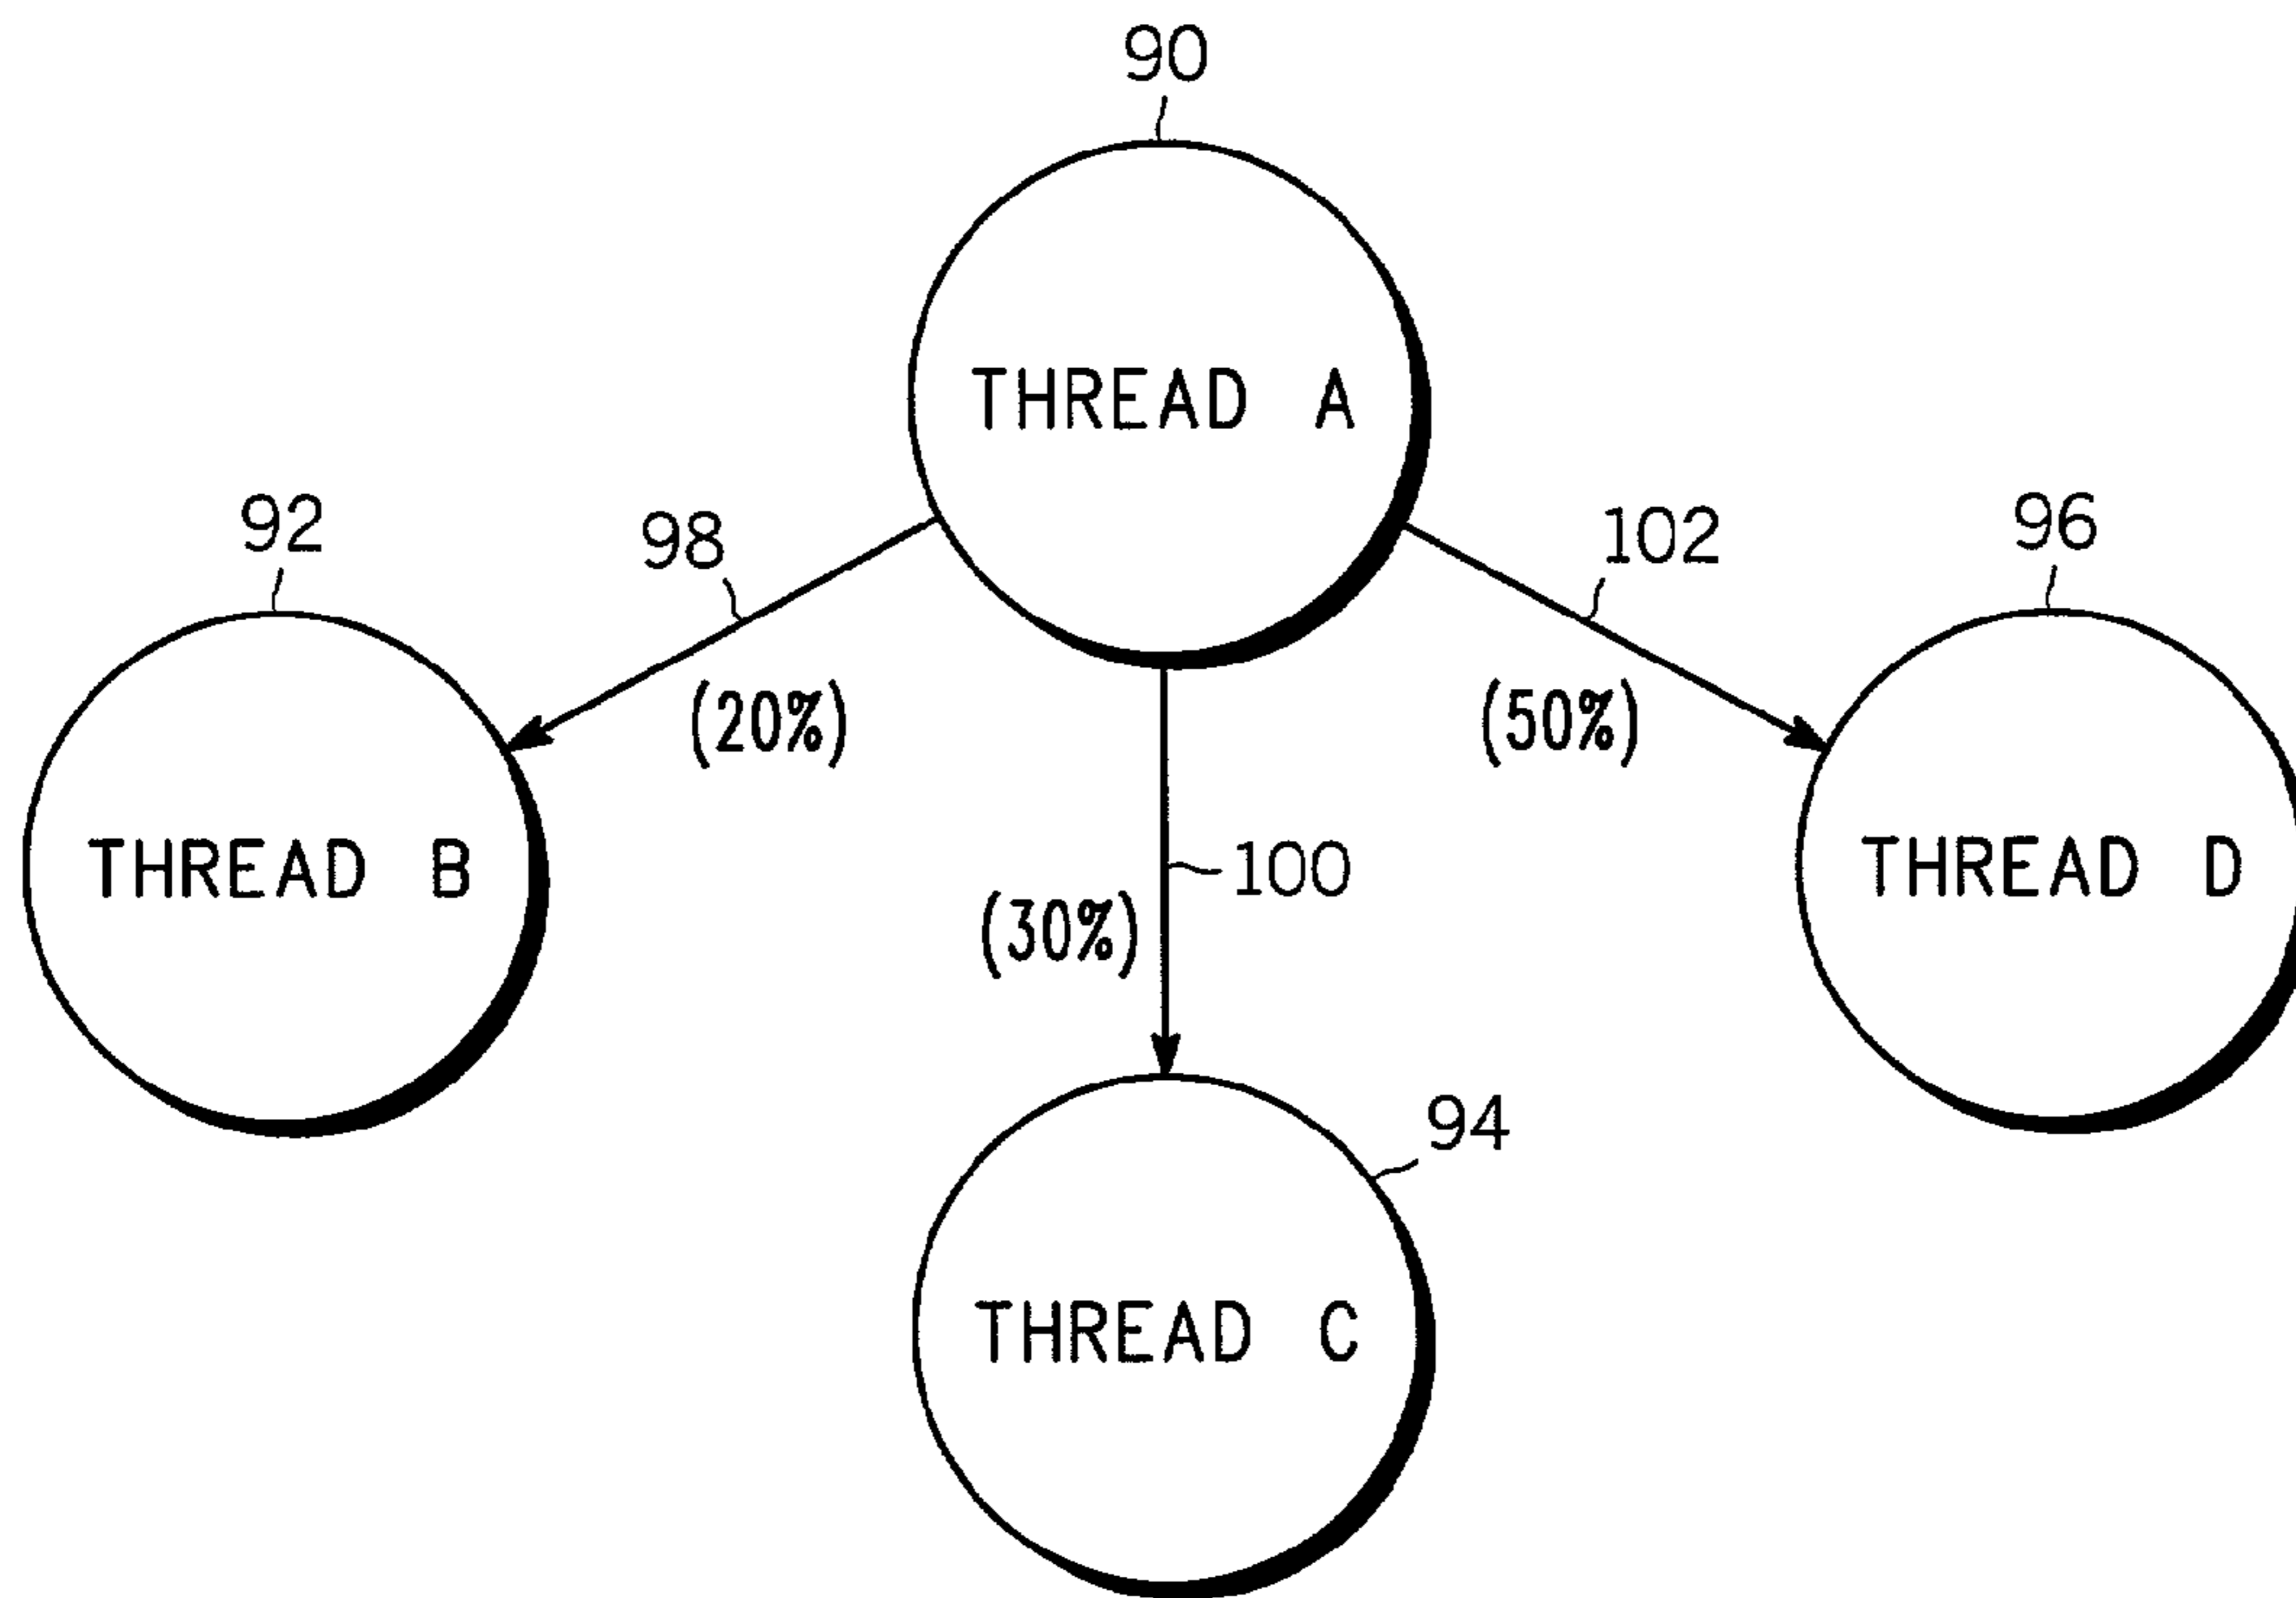 90
THREAD A
92
98
102
96
(20%)
(50%)
THREAD B
100
THREAD D
(30%)
94
THREAD C